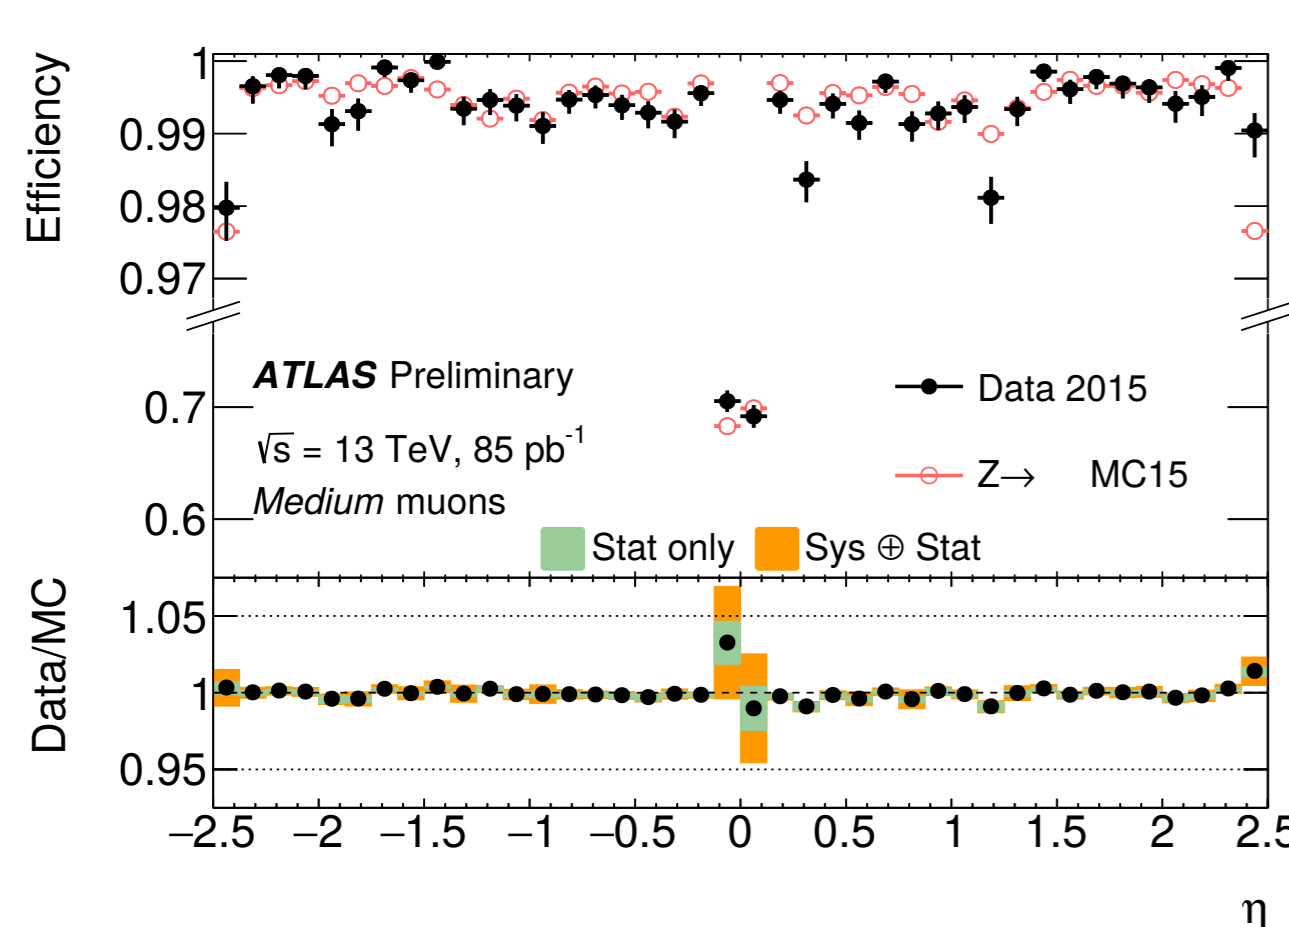 Efficiency
1
0.99
0.98
0.97
0.7
0.6
ATLAS Preliminary
√s = 13 TeV, 85 pb⁻¹
Medium muons
Data 2015
Z→ MC15
Stat only
Sys ⊕ Stat
Data/MC
1.05
1
0.95
−2.5 −2 −1.5 −1 −0.5 0 0.5 1 1.5 2 2.5
η